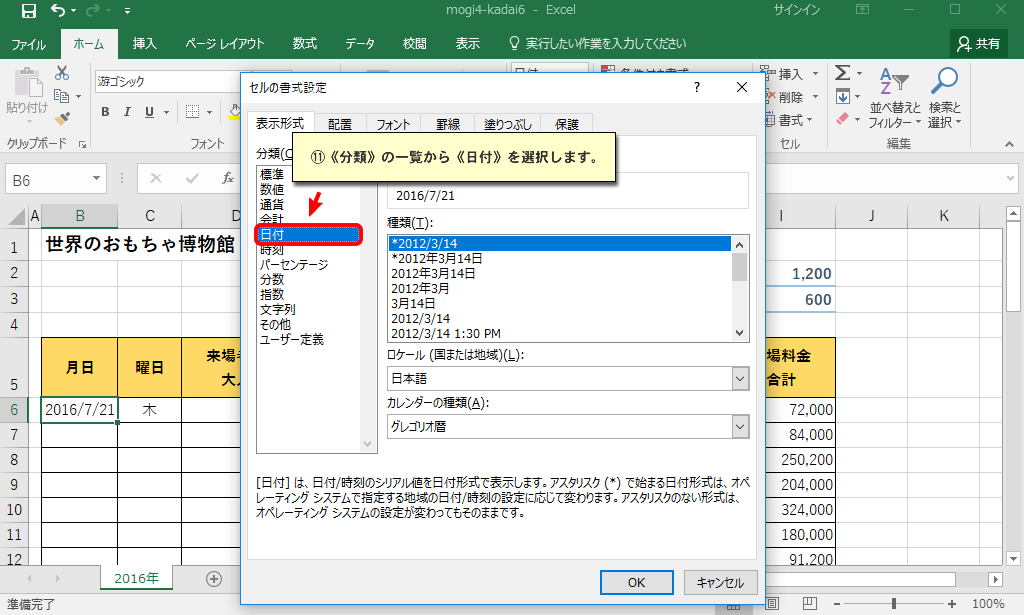 mogi4-kadai6 - Excel
サインイン
ファイル
ホーム
挿入
ページ レイアウト
数式
データ
校閲
表示
実行したい作業を入力してください
共有
貼り付け
クリップボード
游ゴシック
B I U
フォント
挿入
削除
書式
セル
Σ
並べ替えと
フィルター
検索と
選択
編集
B6
fx
A
B
C
D
I
J
K
1
世界のおもちゃ博物館
2
1,200
3
600
4
5
月日
曜日
来場
大
場料金
合計
6
2016/7/21
木
72,000
7
84,000
8
250,200
9
204,000
10
324,000
11
180,000
12
91,200
セルの書式設定
?
表示形式
配置
フォント
罫線
塗りつぶし
保護
分類(C
⑪《分類》の一覧から《日付》を選択します。
標準
数値
通貨
会計
日付
時刻
パーセンテージ
分数
指数
文字列
その他
ユーザー定義
2016/7/21
種類(T):
*2012/3/14
*2012年3月14日
2012年3月14日
2012年3月
3月14日
2012/3/14
2012/3/14 1:30 PM
ロケール (国または地域)(L):
日本語
カレンダーの種類(A):
グレゴリオ暦
[日付] は、日付/時刻のシリアル値を日付形式で表示します。アスタリスク (*) で始まる日付形式は、オペ
レーティング システムで指定する地域の日付/時刻の設定に応じて変わります。アスタリスクのない形式は、
オペレーティング システムの設定が変わってもそのままです。
OK
キャンセル
2016年
準備完了
100%